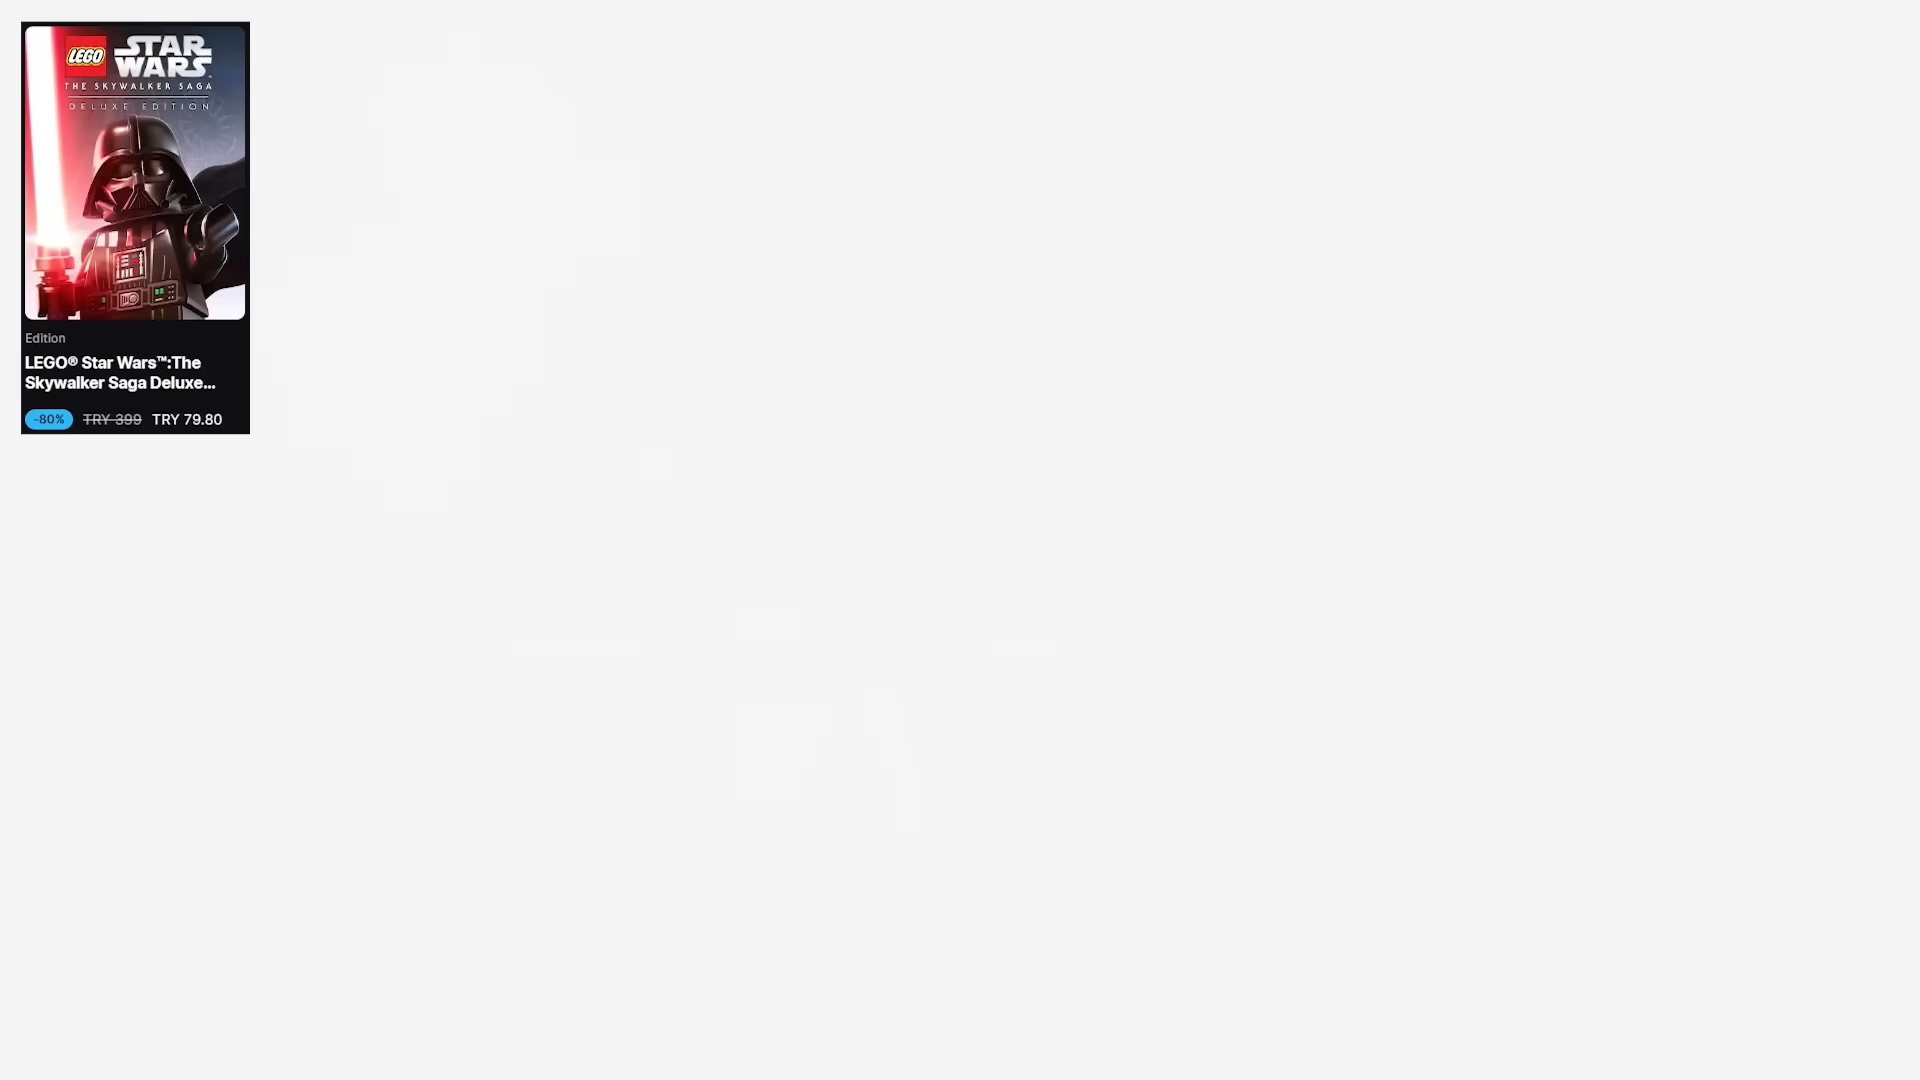 LEGO
STAR
WARS
THE SKYWALKER SAGA
DELUXE EDITION
Edition
LEGO® Star Wars™:The
Skywalker Saga Deluxe...
-80% TRY 399 TRY 79.80